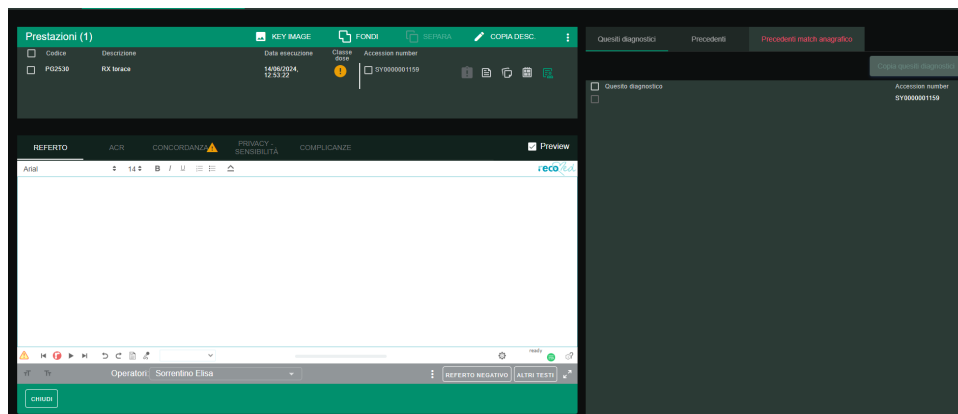 Prestazioni (1) KEY IMAGE FONDI SEPARA COPIA DESC.
Codice Descrizione Data esecuzione Classe dose Accession number
PG2530 RX torace 14/06/2024, 12:53:22 SY0000001159
REFERTO ACR CONCORDANZA PRIVACY - SENSIBILITÀ COMPLICANZE Preview
Arial 14 B I U reco
ready
Tt Operatori: Sorrentino Elisa REFERTO NEGATIVO ALTRI TESTI
CHIUDI
Quesiti diagnostici Precedenti Precedenti match anagrafico
Copia quesiti diagnostici
Quesito diagnostico Accession number
SY0000001159